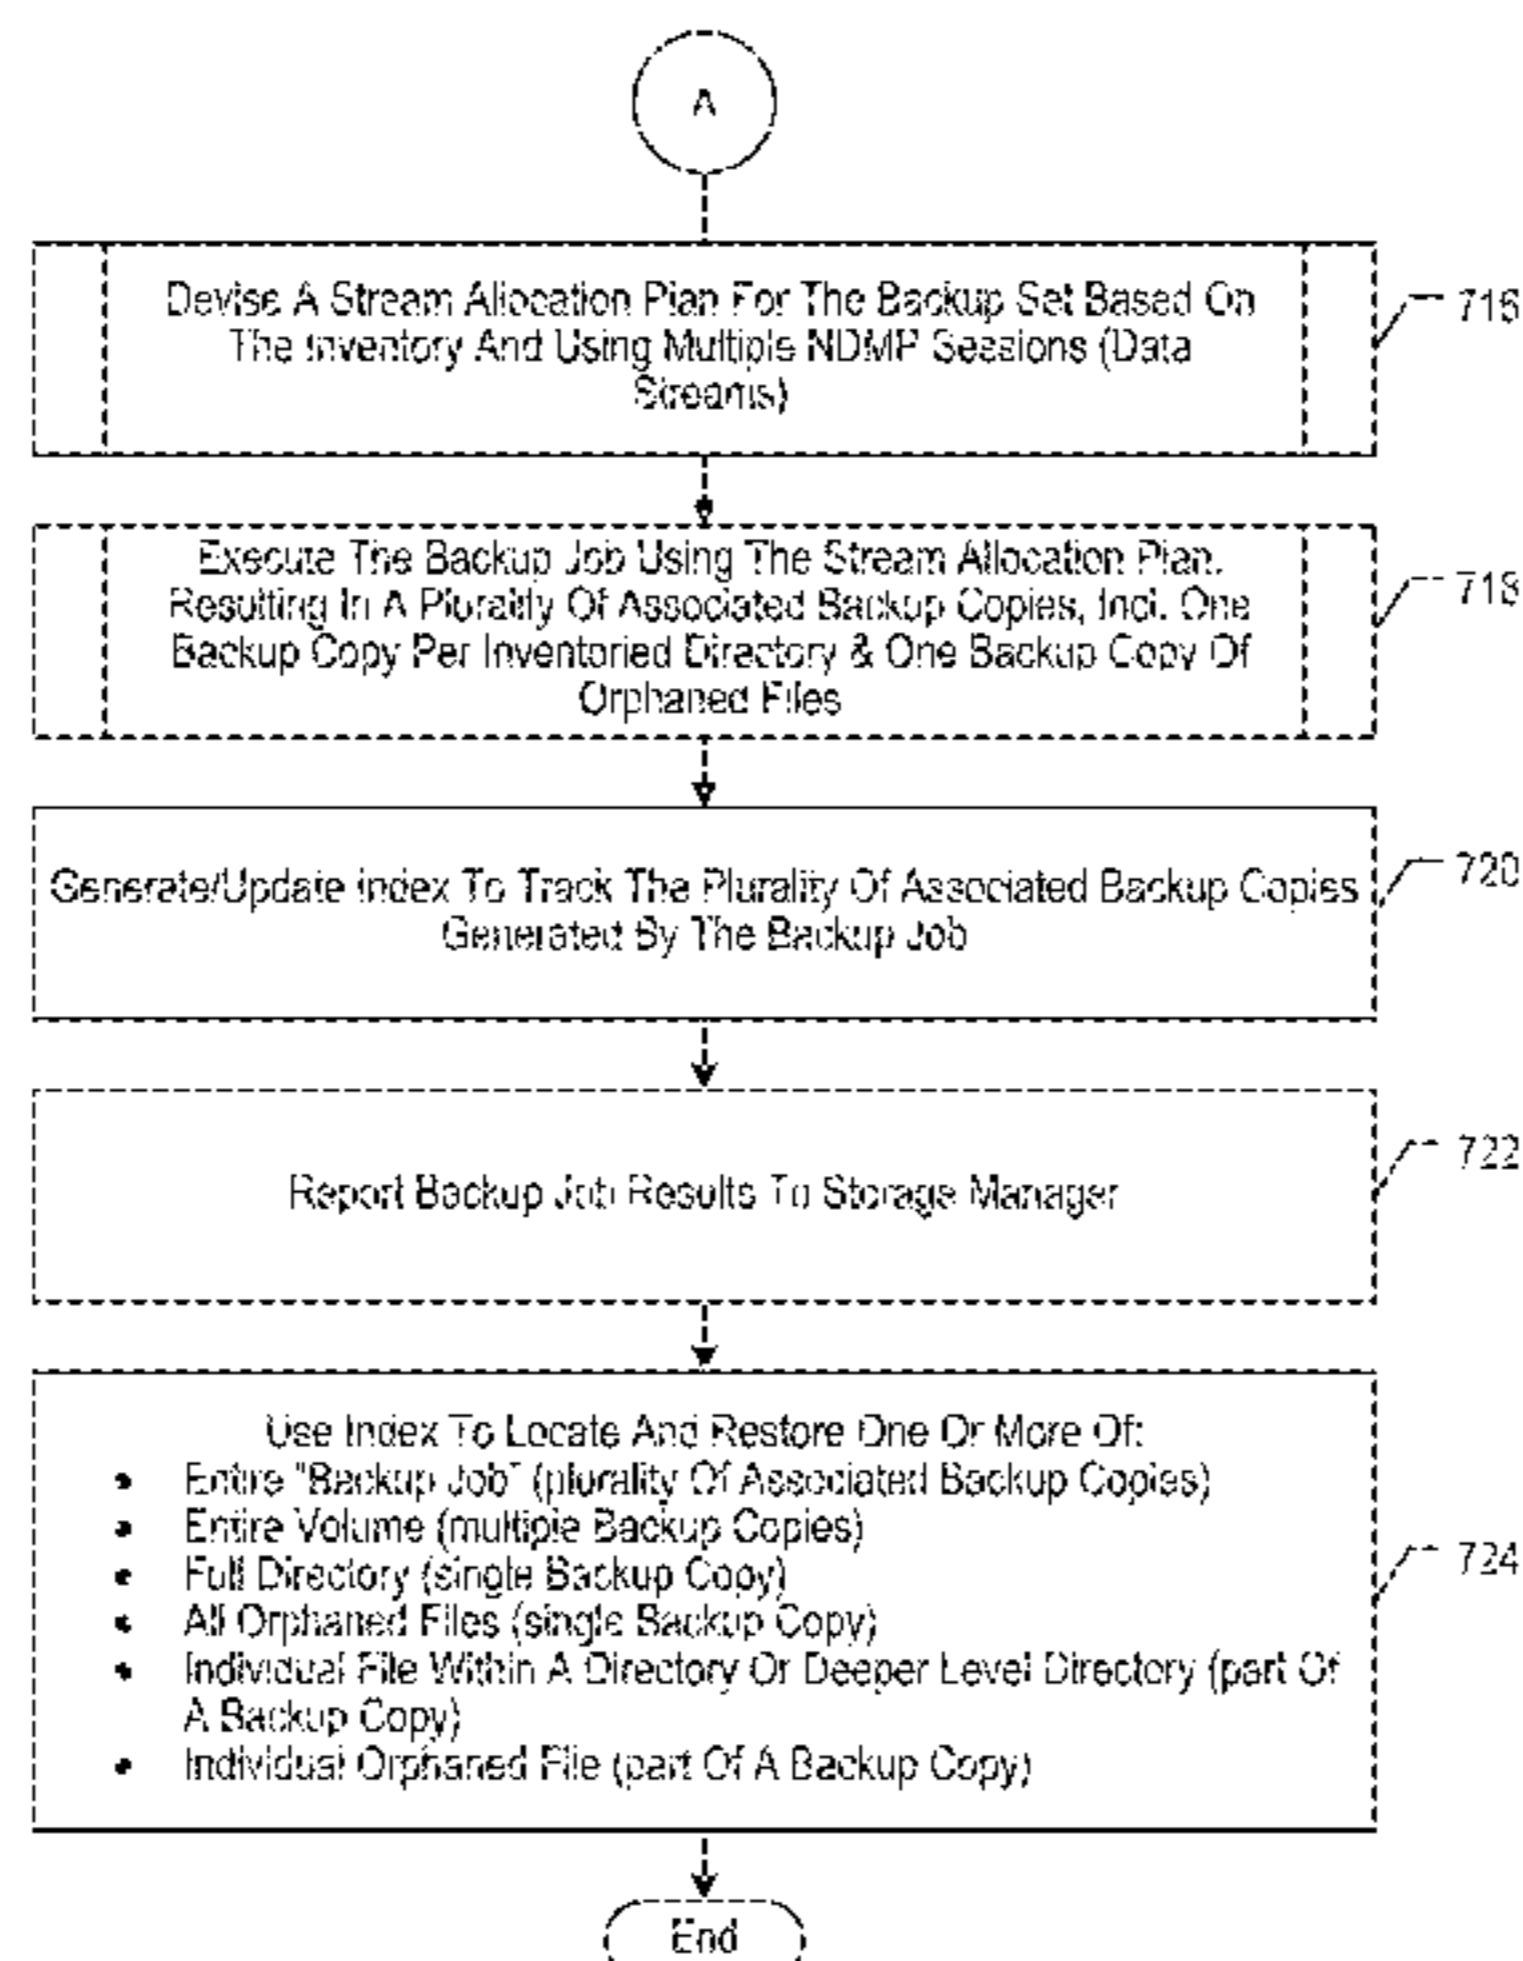 A
Devise A Stream Allocation Plan For The Backup Set Based On
The Inventory And Using Multiple NDMP Sessions (Data
Streams)
716
Execute The Backup Job Using The Stream Allocation Plan,
Resulting In A Plurality Of Associated Backup Copies, Incl. One
Backup Copy Per Inventoried Directory & One Backup Copy Of
Orphaned Files
718
Generate/Update Index To Track The Plurality Of Associated Backup Copies
Generated By The Backup Job
720
Report Backup Job Results To Storage Manager
722
Use Index To Locate And Restore One Or More Of:
• Entire "Backup Job" (plurality Of Associated Backup Copies)
• Entire Volume (multiple Backup Copies)
• Full Directory (single Backup Copy)
• All Orphaned Files (single Backup Copy)
• Individual File Within A Directory Or Deeper Level Directory (part Of
A Backup Copy)
• Individual Orphaned File (part Of A Backup Copy)
724
End